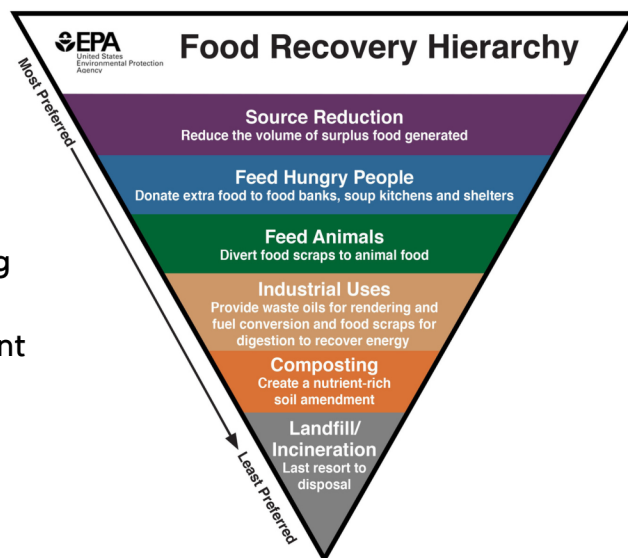 EPA
United States
Environmental Protection
Agency
Food Recovery Hierarchy
Most Preferred
Source Reduction
Reduce the volume of surplus food generated
Feed Hungry People
Donate extra food to food banks, soup kitchens and shelters
Feed Animals
Divert food scraps to animal food
Industrial Uses
Provide waste oils for rendering and
fuel conversion and food scraps for
digestion to recover energy
Composting
Create a nutrient-rich
soil amendment
Landfill/
Incineration
Last resort to
disposal
Least Preferred